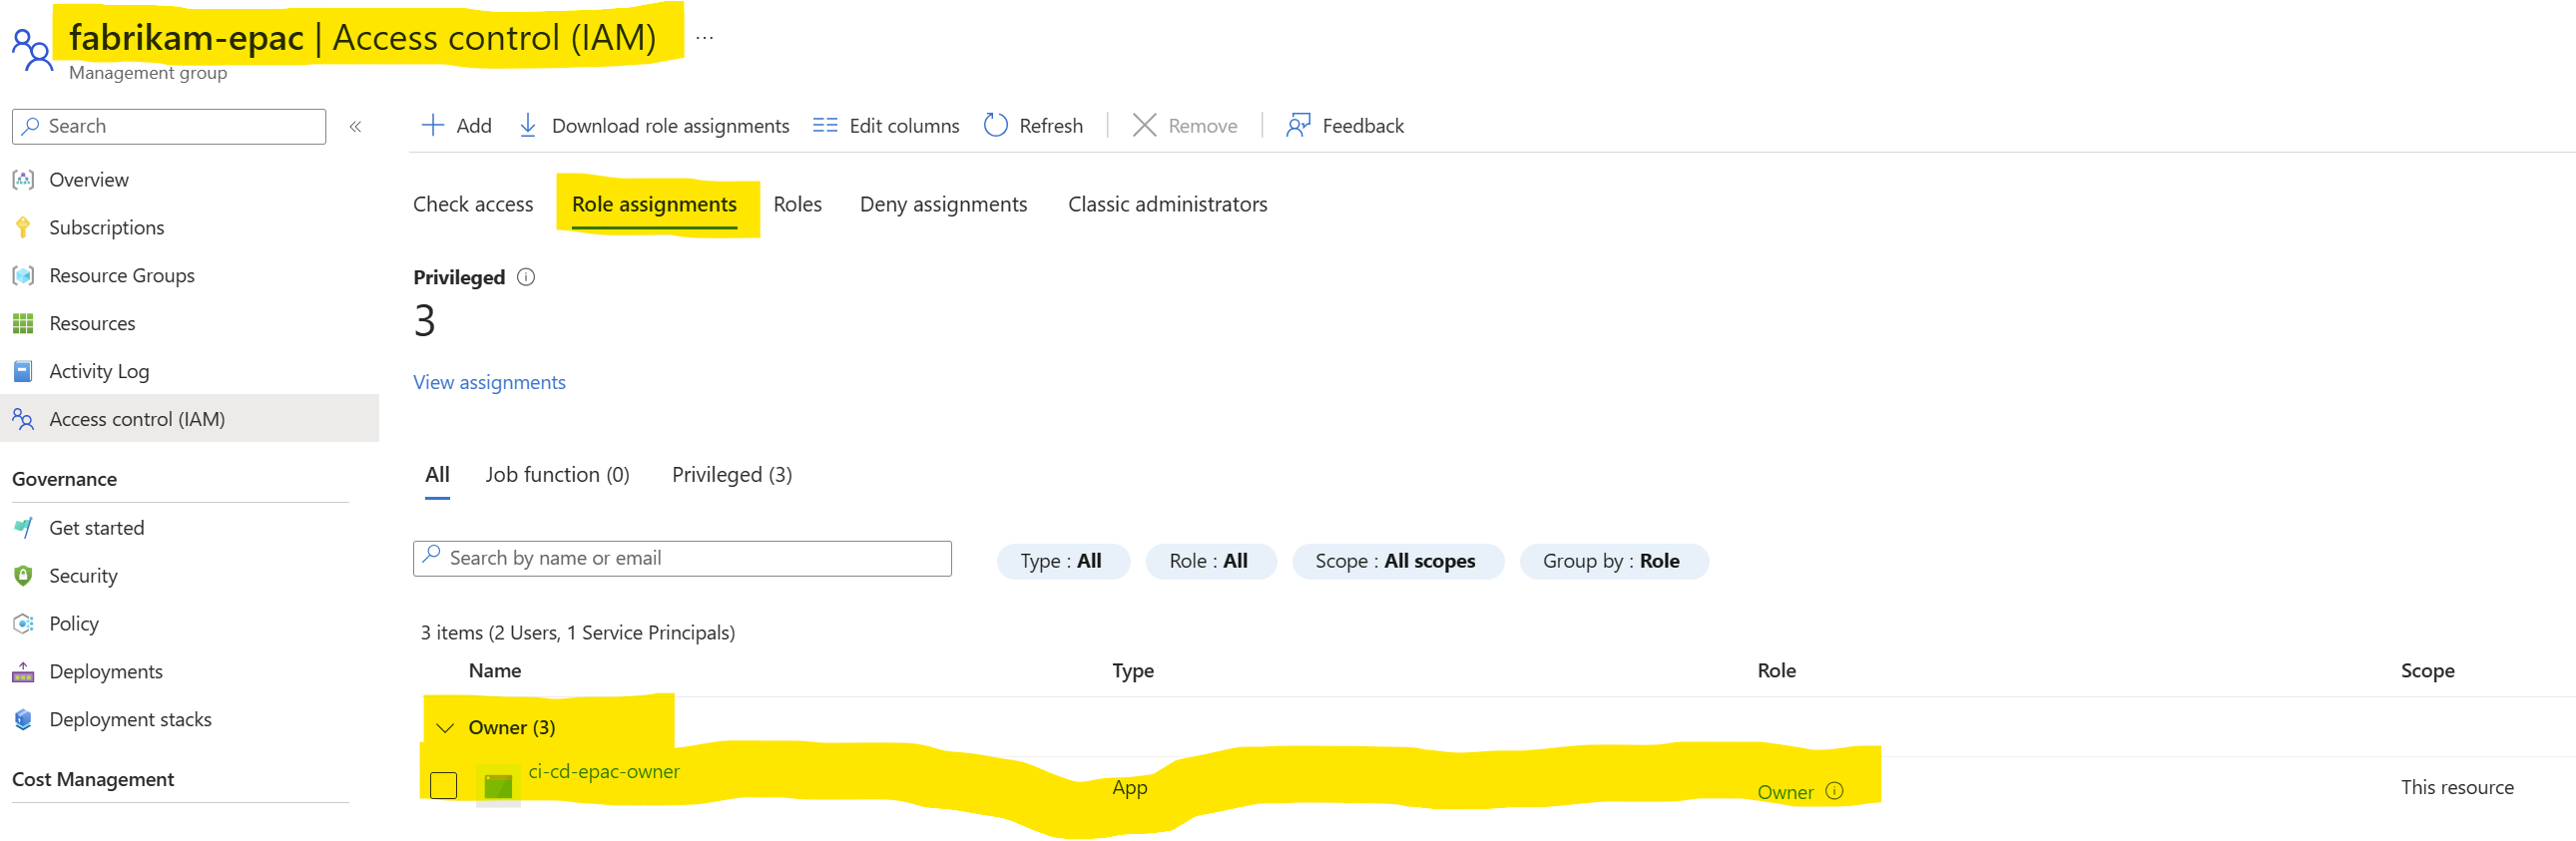 fabrikam-epac | Access control (IAM) ...
Management group
Search
«
Add
Download role assignments
Edit columns
Refresh
Remove
Feedback
Overview
Subscriptions
Resource Groups
Resources
Activity Log
Access control (IAM)
Governance
Get started
Security
Policy
Deployments
Deployment stacks
Cost Management
Check access
Role assignments
Roles
Deny assignments
Classic administrators
Privileged
3
View assignments
All
Job function (0)
Privileged (3)
Search by name or email
Type : All
Role : All
Scope : All scopes
Group by : Role
3 items (2 Users, 1 Service Principals)
Name
Type
Role
Scope
Owner (3)
ci-cd-epac-owner
App
Owner
This resource